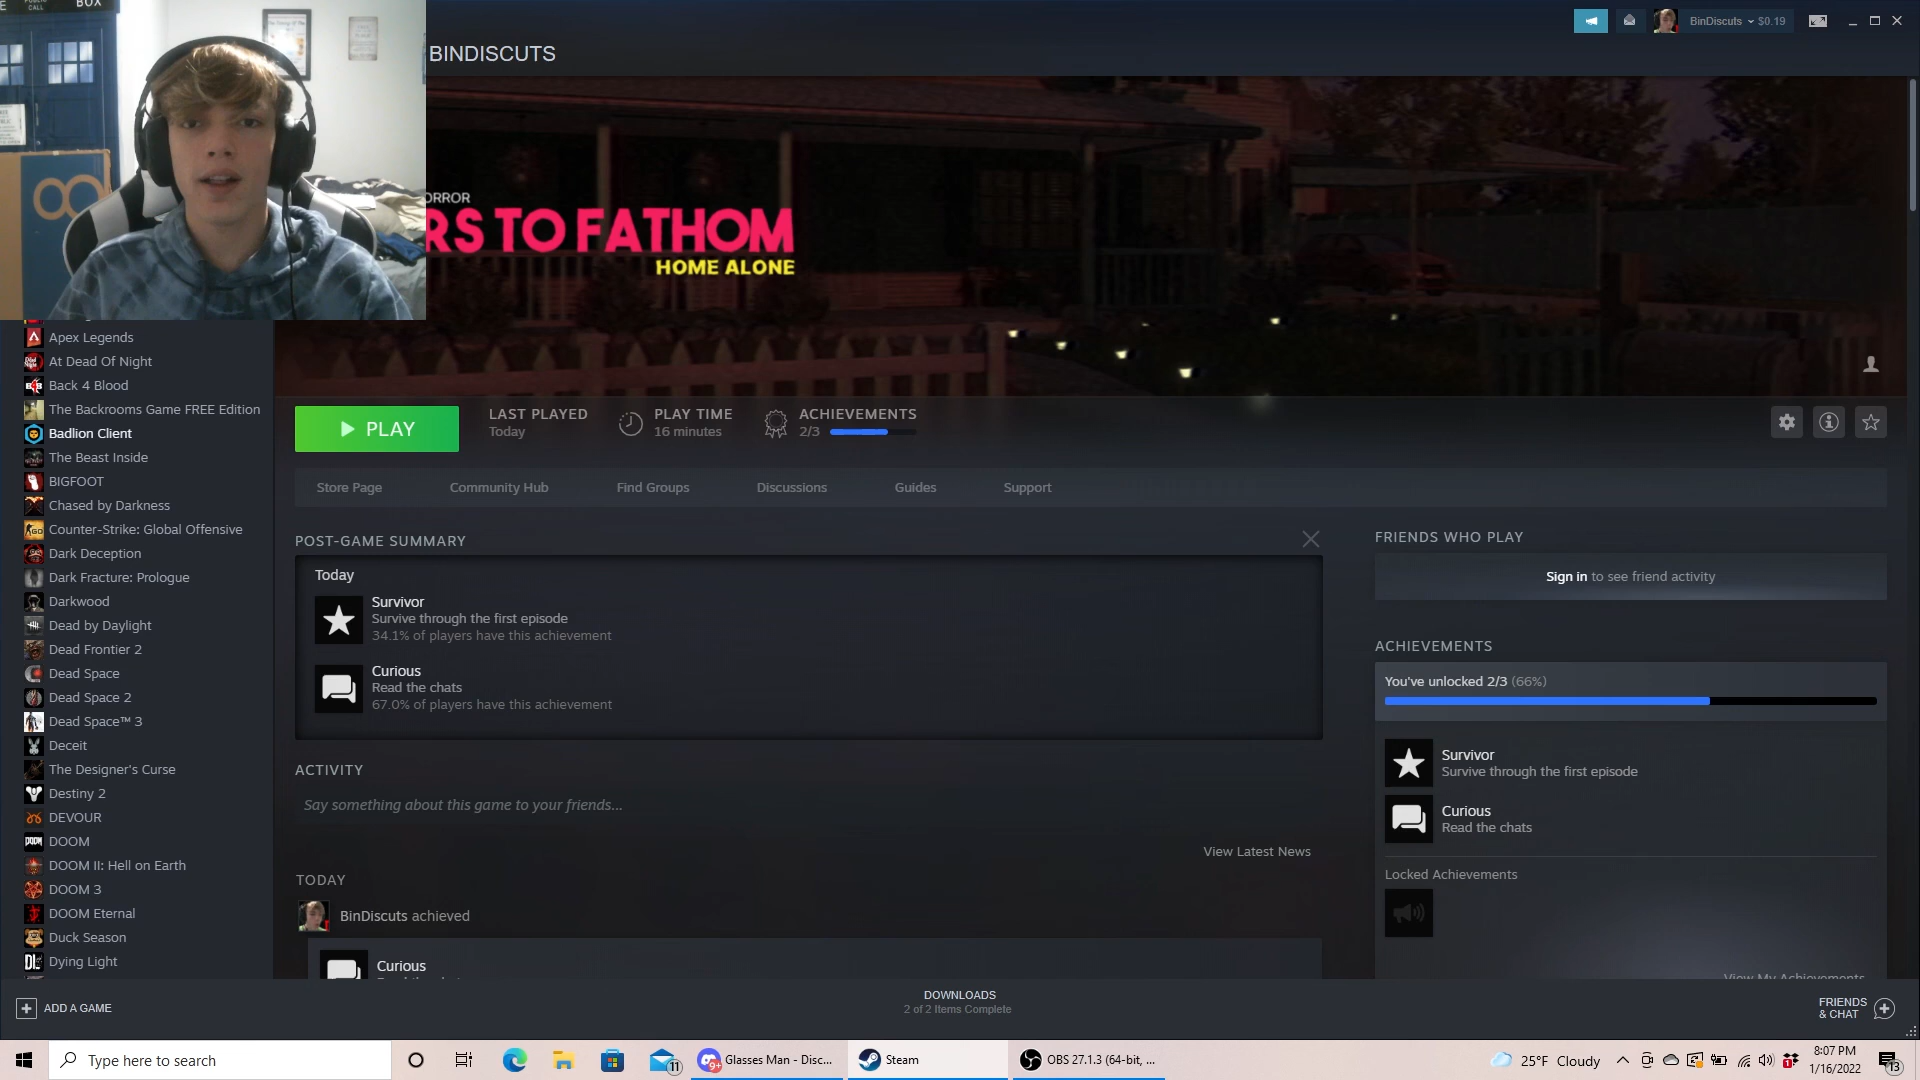 PUBLIC
CALL
BOX
BinDiscuts
$0.19
BINDISCUTS
ORROR
RS TO FATHOM
HOME ALONE
Apex Legends
At Dead Of Night
Back 4 Blood
The Backrooms Game FREE Edition
Badlion Client
The Beast Inside
BIGFOOT
Chased by Darkness
Counter-Strike: Global Offensive
Dark Deception
Dark Fracture: Prologue
Darkwood
Dead by Daylight
Dead Frontier 2
Dead Space
Dead Space 2
Dead Space™ 3
Deceit
The Designer's Curse
Destiny 2
DEVOUR
DOOM
DOOM II: Hell on Earth
DOOM 3
DOOM Eternal
Duck Season
Dying Light
PLAY
LAST PLAYED
Today
PLAY TIME
16 minutes
ACHIEVEMENTS
2/3
Store Page
Community Hub
Find Groups
Discussions
Guides
Support
POST-GAME SUMMARY
Today
Survivor
Survive through the first episode
34.1% of players have this achievement
Curious
Read the chats
67.0% of players have this achievement
ACTIVITY
Say something about this game to your friends...
View Latest News
TODAY
BinDiscuts achieved
Curious
FRIENDS WHO PLAY
Sign in to see friend activity
ACHIEVEMENTS
You've unlocked 2/3 (66%)
Survivor
Survive through the first episode
Curious
Read the chats
Locked Achievements
View My Achievements
ADD A GAME
DOWNLOADS
2 of 2 Items Complete
FRIENDS
& CHAT
Type here to search
11
9+
Glasses Man - Disc...
Steam
OBS 27.1.3 (64-bit, ...
25°F Cloudy
8:07 PM
1/16/2022
13